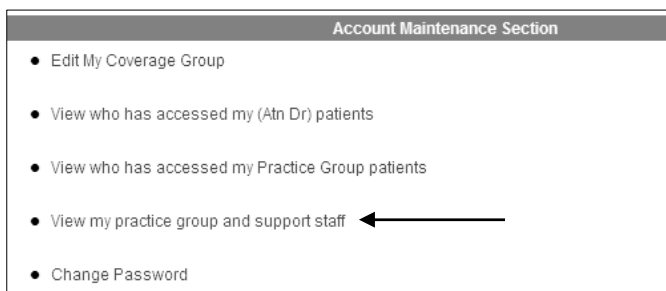 Account Maintenance Section
Edit My Coverage Group
View who has accessed my (Atn Dr) patients
View who has accessed my Practice Group patients
View my practice group and support staff
Change Password